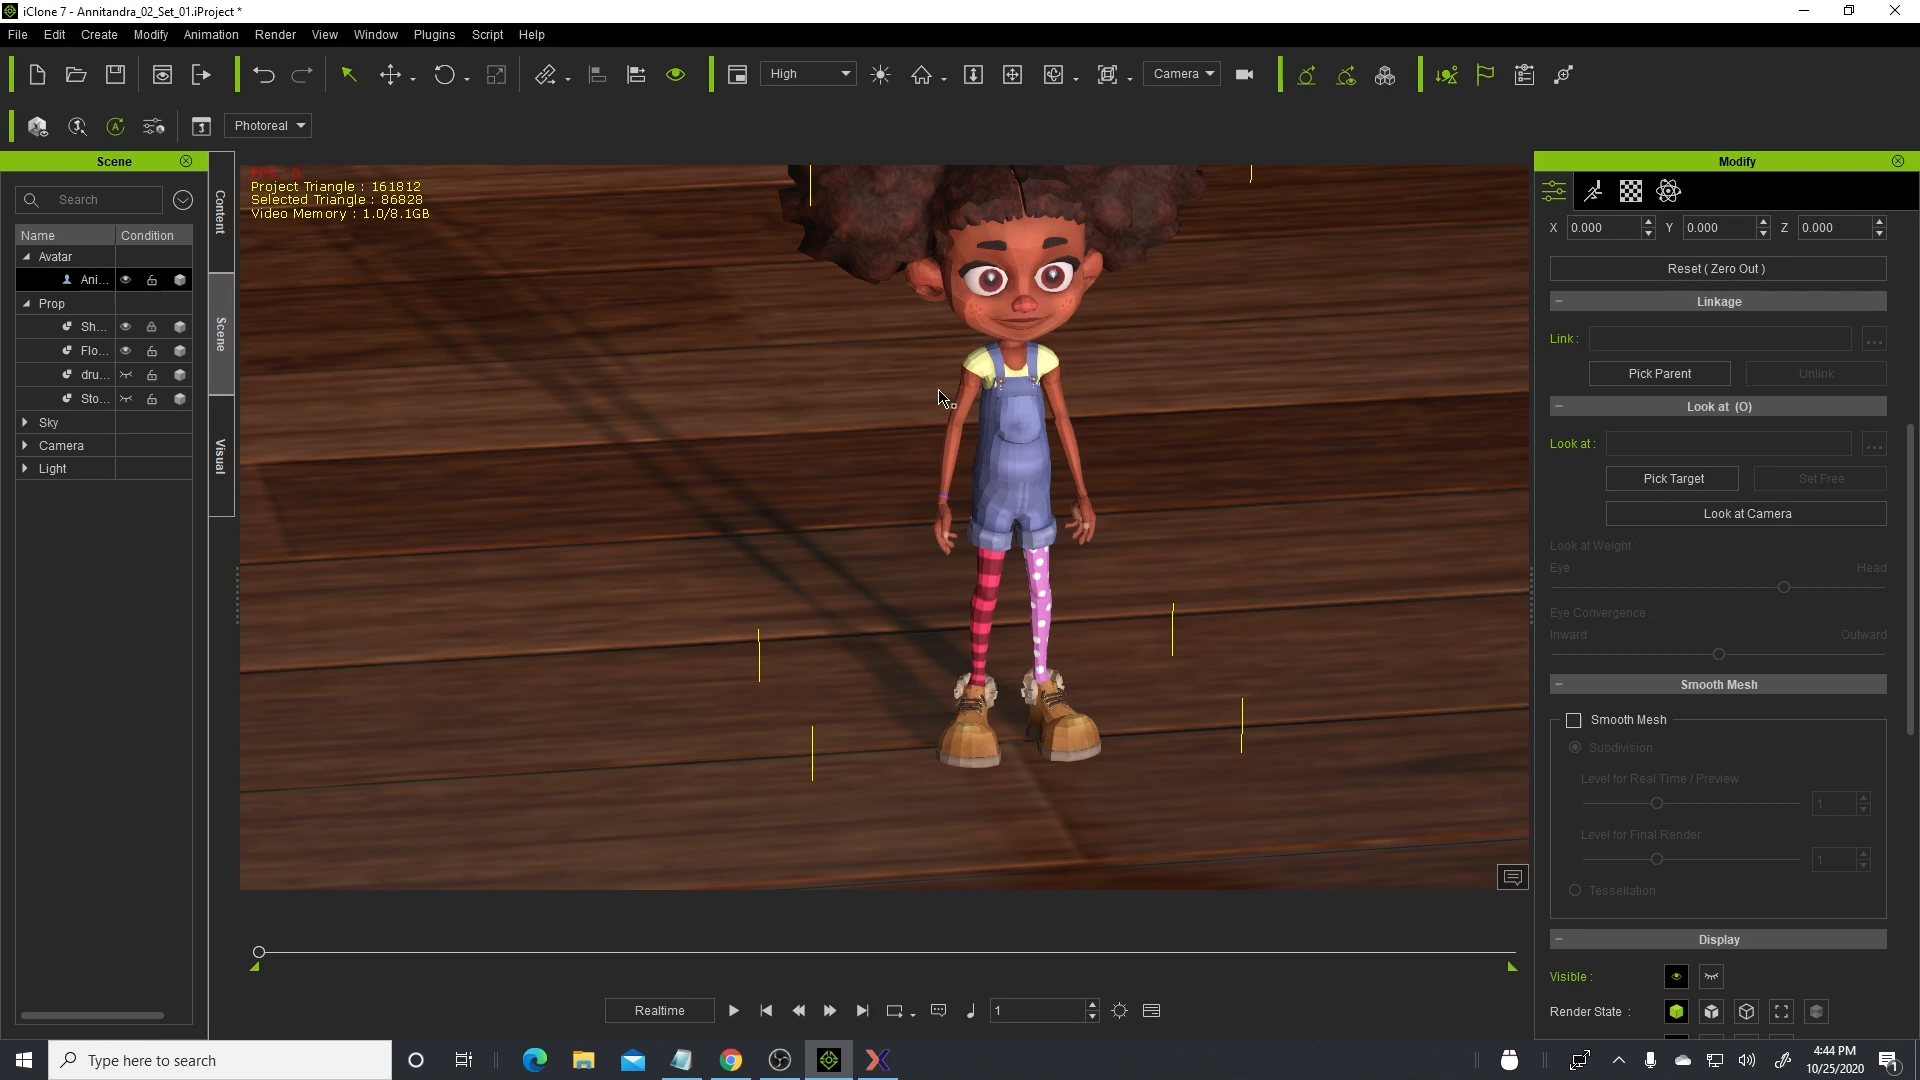 iClone 7 - Annitandra_02_Set_01.iProject *
File Edit Create Modify Animation Render View Window Plugins Script Help
High Camera
Photoreal
Scene
Search
Name Condition
Avatar
Ani...
Prop
Sh...
Flo...
dru...
Sto...
Sky
Camera
Light
Content
Scene
Visual
FPS : 0
Project Triangle : 161812
Selected Triangle : 86828
Video Memory : 1.0/8.1GB
Modify
X 0.000 Y 0.000 Z 0.000
Reset ( Zero Out )
Linkage
Link :
Pick Parent Unlink
Look at (O)
Look at :
Pick Target Set Free
Look at Camera
Look at Weight :
Eye Head
Eye Convergence :
Inward Outward
Smooth Mesh
Smooth Mesh
Subdivision
Level for Real Time / Preview
1
Level for Final Render
1
Tessellation
Display
Visible :
Render State :
Realtime 1
Type here to search
4:44 PM
10/25/2020
1